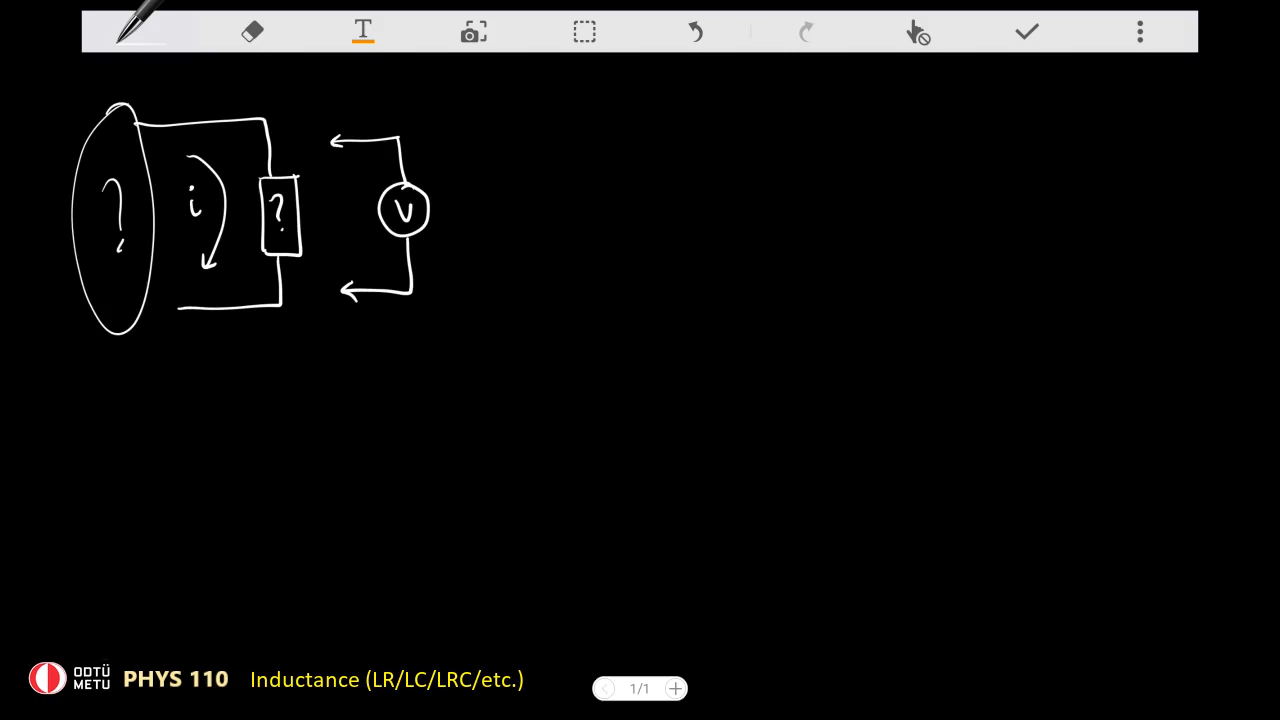 T
?
i
?
V
ODTÜ
METU
PHYS 110
Inductance (LR/LC/LRC/etc.)
1/1